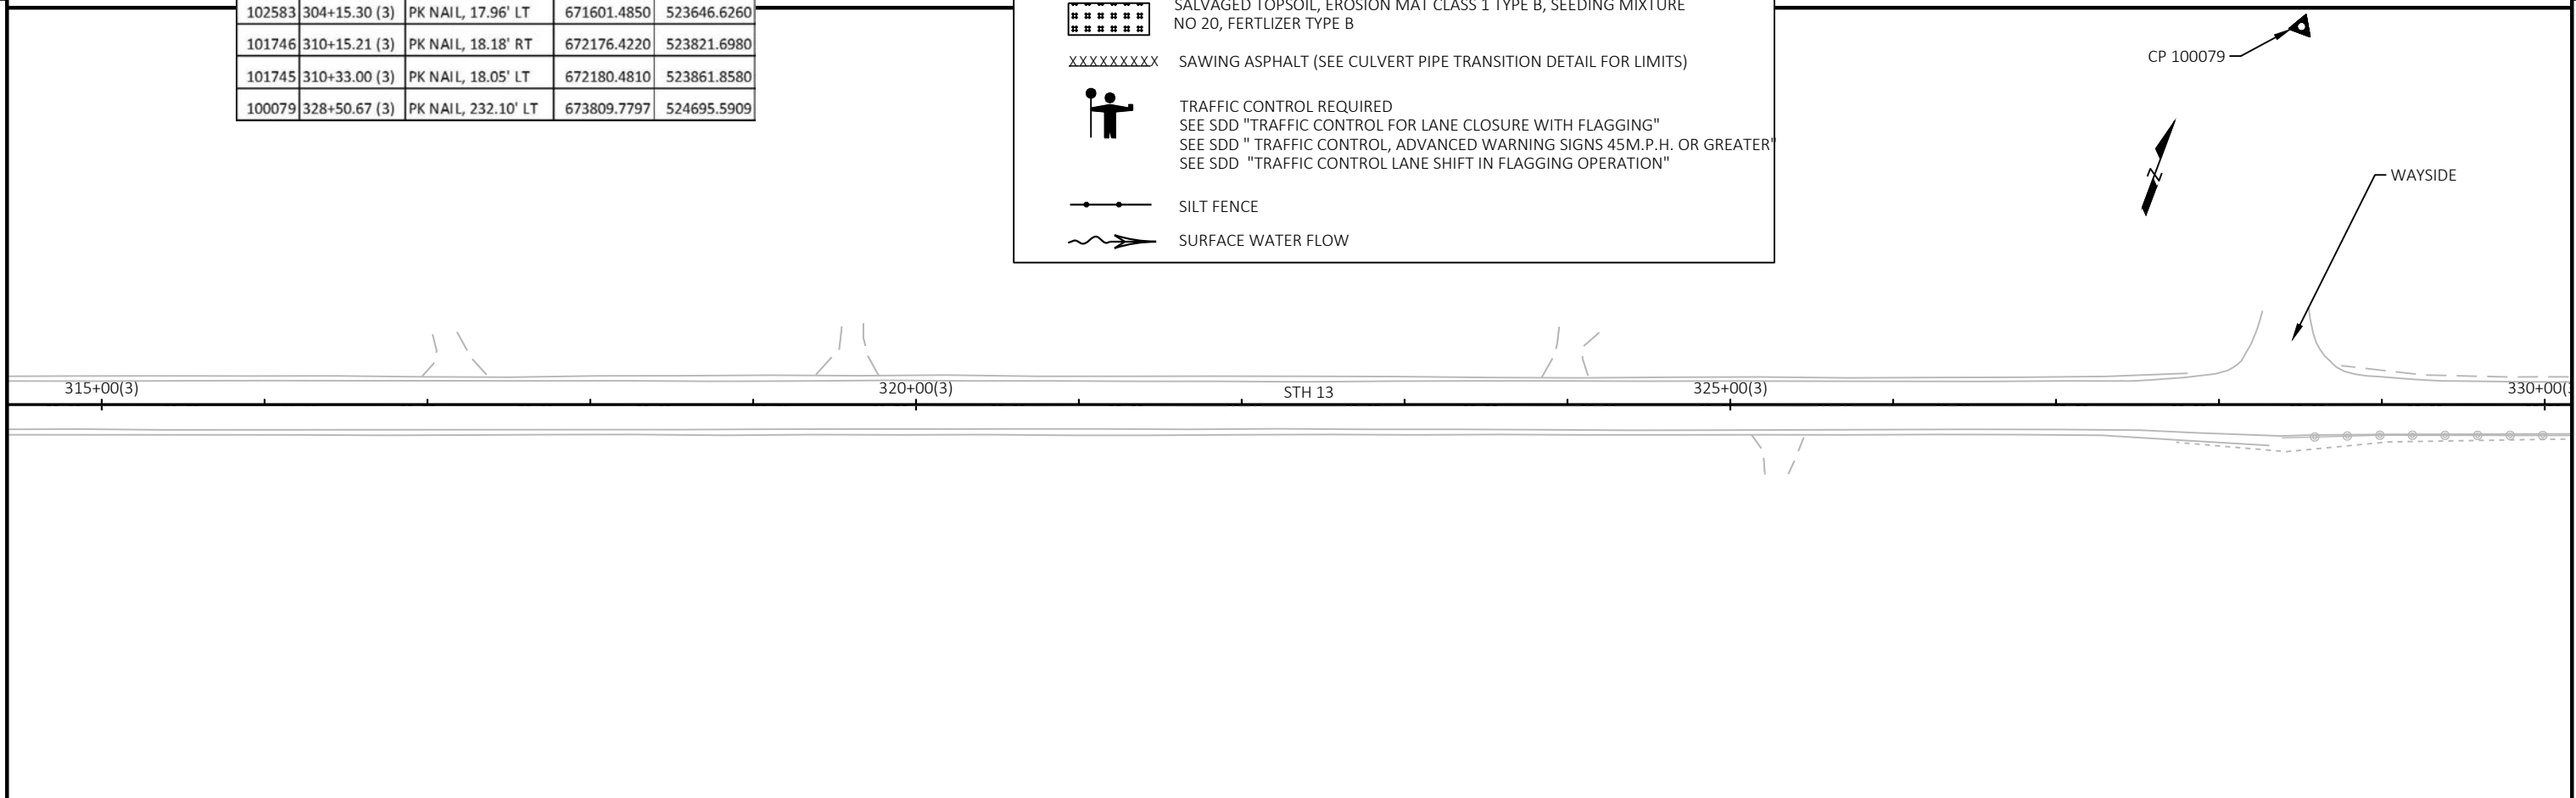 102583 304+15.30 (3) PK NAIL, 17.96' LT 671601.4850 523646.6260
101746 310+15.21 (3) PK NAIL, 18.18' RT 672176.4220 523821.6980
101745 310+33.00 (3) PK NAIL, 18.05' LT 672180.4810 523861.8580
100079 328+50.67 (3) PK NAIL, 232.10' LT 673809.7797 524695.5909
SALVAGED TOPSOIL, EROSION MAT CLASS 1 TYPE B, SEEDING MIXTURE
NO 20, FERTLIZER TYPE B
XXXXXXXXX SAWING ASPHALT (SEE CULVERT PIPE TRANSITION DETAIL FOR LIMITS)
TRAFFIC CONTROL REQUIRED
SEE SDD "TRAFFIC CONTROL FOR LANE CLOSURE WITH FLAGGING"
SEE SDD " TRAFFIC CONTROL, ADVANCED WARNING SIGNS 45M.P.H. OR GREATER"
SEE SDD "TRAFFIC CONTROL LANE SHIFT IN FLAGGING OPERATION"
SILT FENCE
SURFACE WATER FLOW
CP 100079
N
WAYSIDE
315+00(3)
320+00(3)
STH 13
325+00(3)
330+00(3